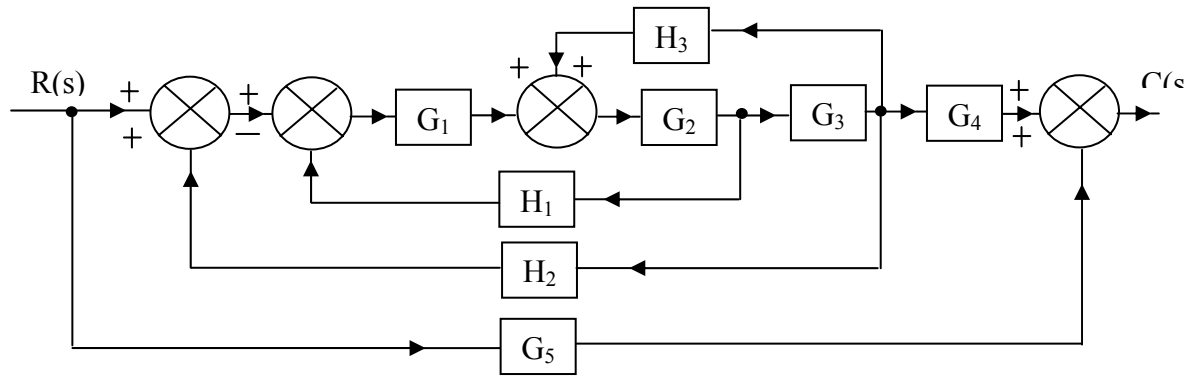 H₃
R(s)
+ + + + +
G₁ G₂ G₃ G₄
+ − +
H₁
H₂
G₅